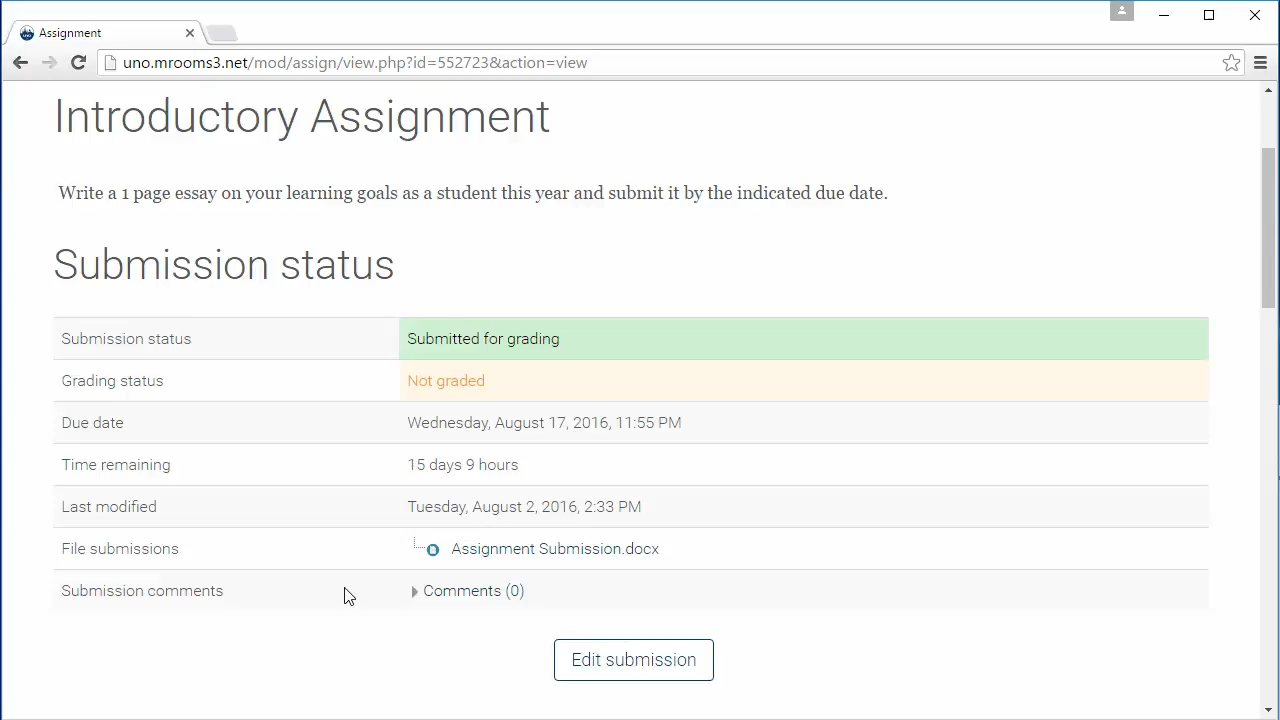 Assignment
uno.mrooms3.net/mod/assign/view.php?id=552723&action=view
Introductory Assignment
Write a 1 page essay on your learning goals as a student this year and submit it by the indicated due date.
Submission status
Submission status Submitted for grading
Grading status Not graded
Due date Wednesday, August 17, 2016, 11:55 PM
Time remaining 15 days 9 hours
Last modified Tuesday, August 2, 2016, 2:33 PM
File submissions Assignment Submission.docx
Submission comments Comments (0)
Edit submission